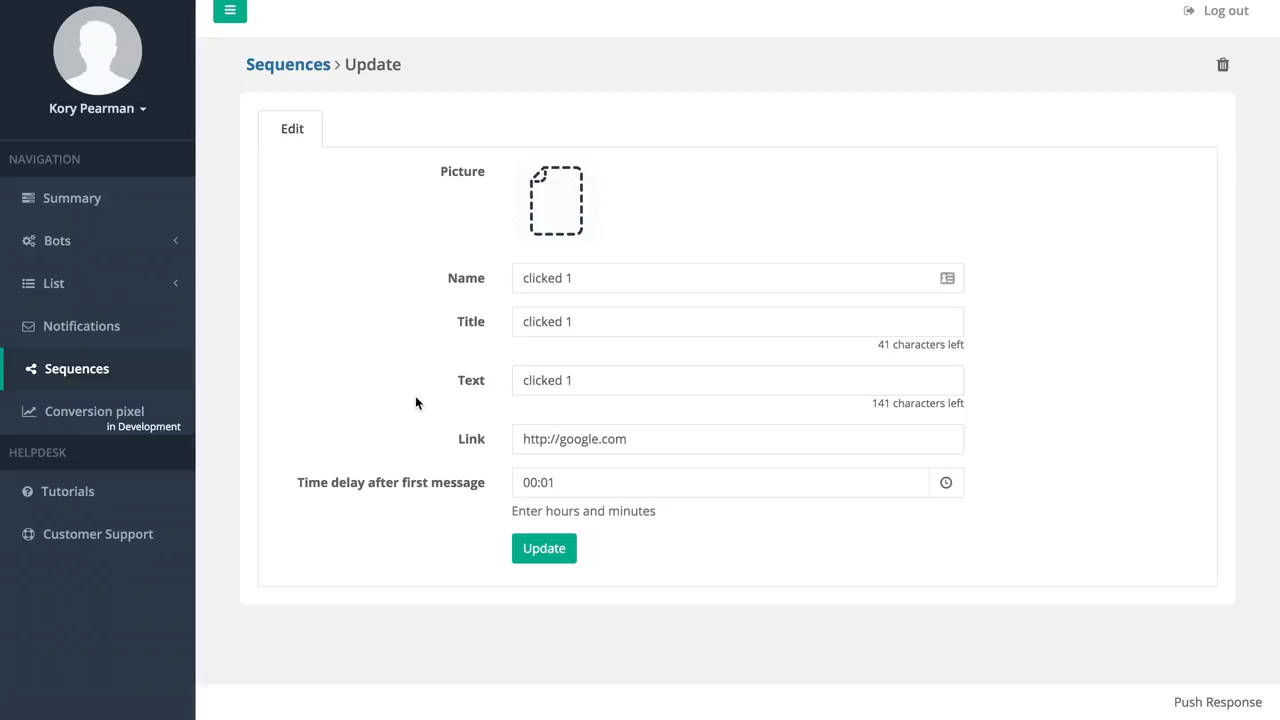 Log out
Kory Pearman
Sequences > Update
Edit
NAVIGATION
Summary
Bots
List
Notifications
Sequences
Conversion pixel
in Development
HELPDESK
Tutorials
Customer Support
Picture
Name
clicked 1
Title
clicked 1
41 characters left
Text
clicked 1
141 characters left
Link
http://google.com
Time delay after first message
00:01
Enter hours and minutes
Update
Push Response